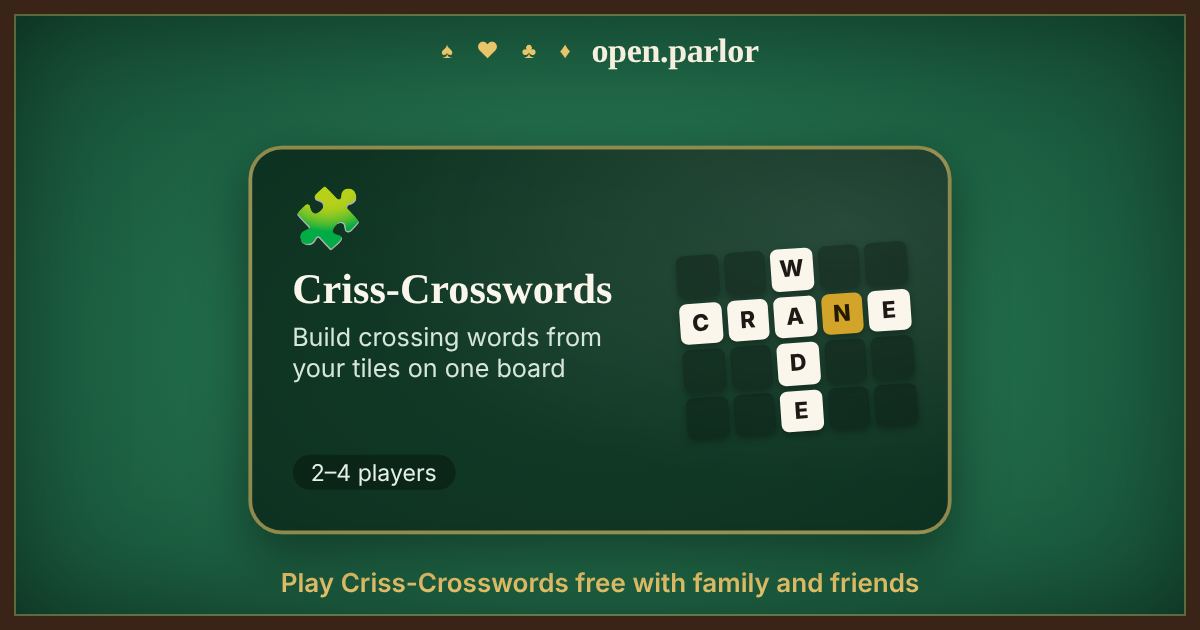 ♠ ♥ ♣ ♦ open.parlor
Criss-Crosswords
Build crossing words from
your tiles on one board
W
C R A N E
D
E
2–4 players
Play Criss-Crosswords free with family and friends